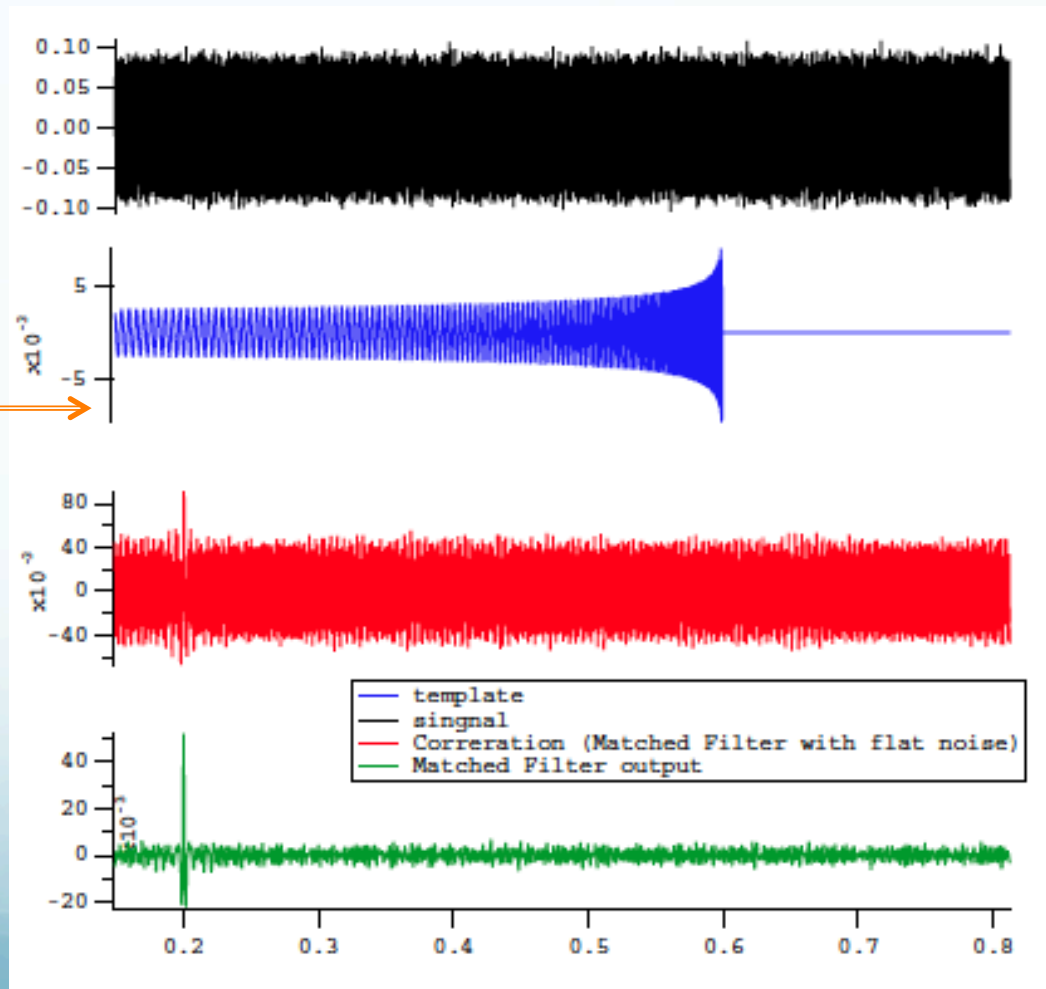 0.10
0.05
0.00
-0.05
-0.10
5
-5
x10^-3
80
40
0
-40
x10^-3
template
singnal
Correration (Matched Filter with flat noise)
Matched Filter output
40
20
0
-20
x10^-3
0.2 0.3 0.4 0.5 0.6 0.7 0.8